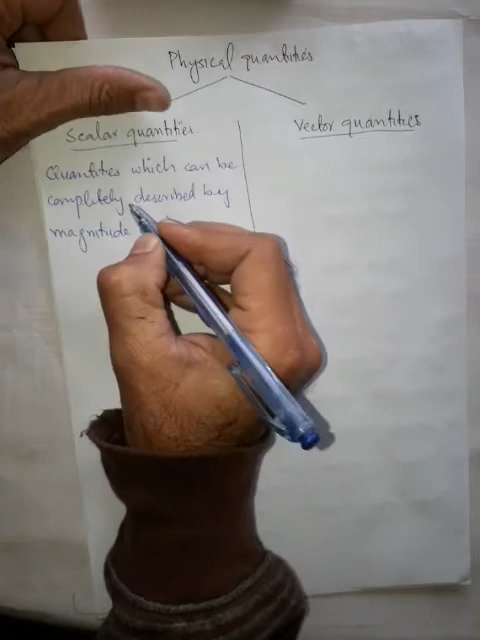 Physical quantities
Scalar quantities
Vector quantities
Quantities which can be
completely described by
magnitude